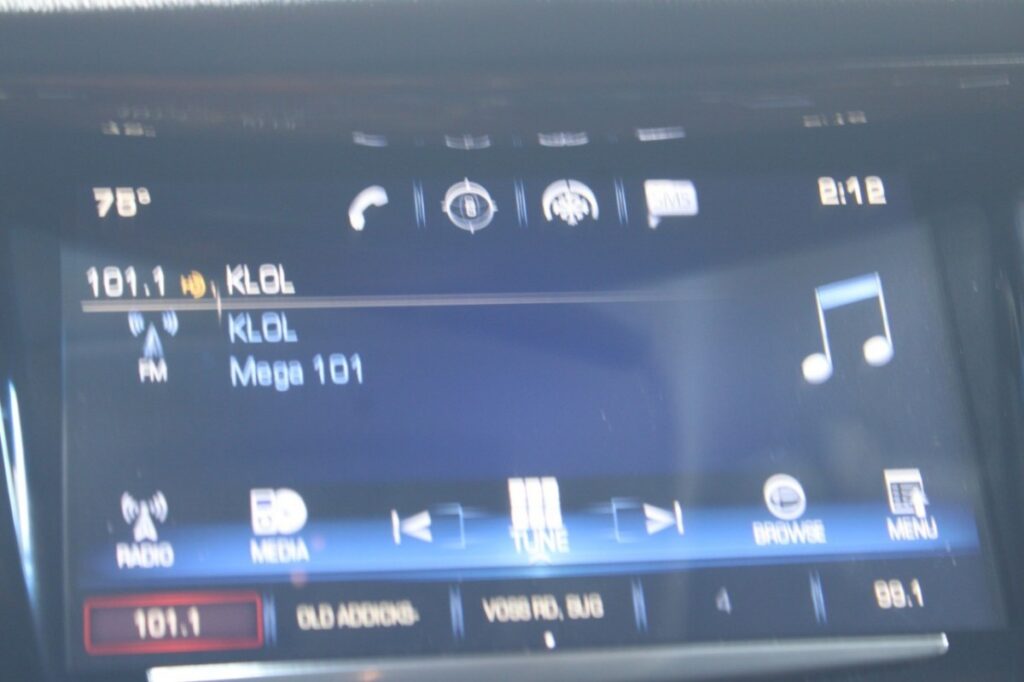 75° SMS 2:12
101.1 KLOL
KLOL
FM Mega 101
RADIO MEDIA TUNE BROWSE MENU
101.1 OLD ADDICKS- VOSS RD, SUG 4 99.1